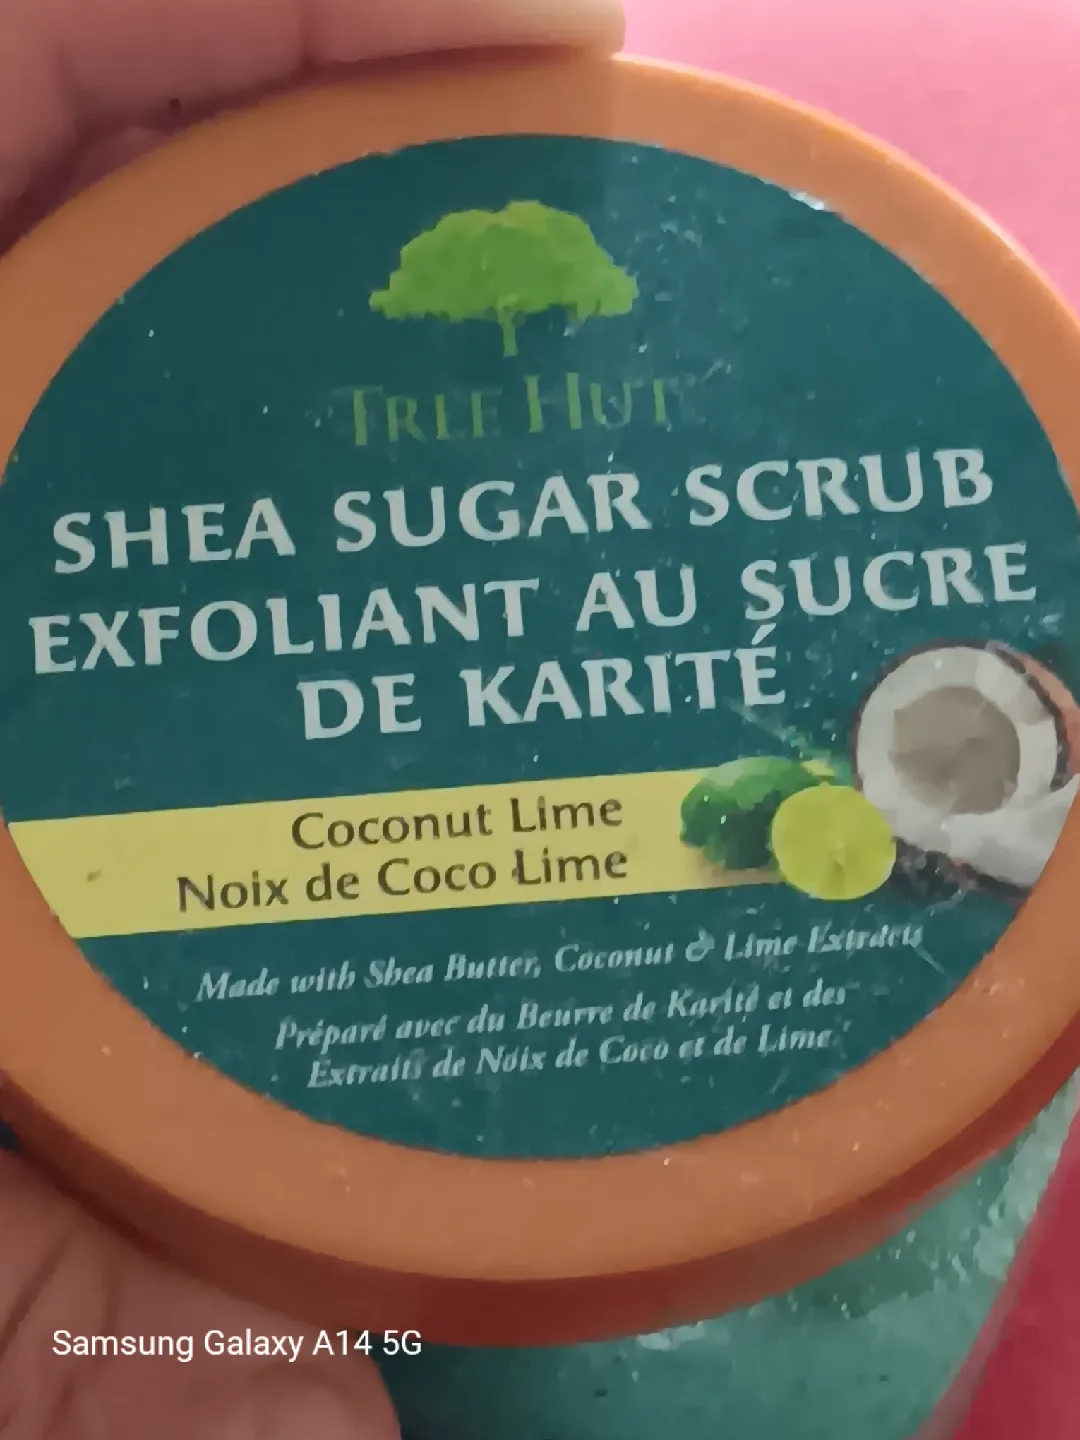 TREE HUT
SHEA SUGAR SCRUB
EXFOLIANT AU SUCRE
DE KARITÉ
Coconut Lime
Noix de Coco Lime
Made with Shea Butter, Coconut & Lime Extracts
Préparé avec du Beurre de Karité et des
Extraits de Noix de Coco et de Lime
Samsung Galaxy A14 5G